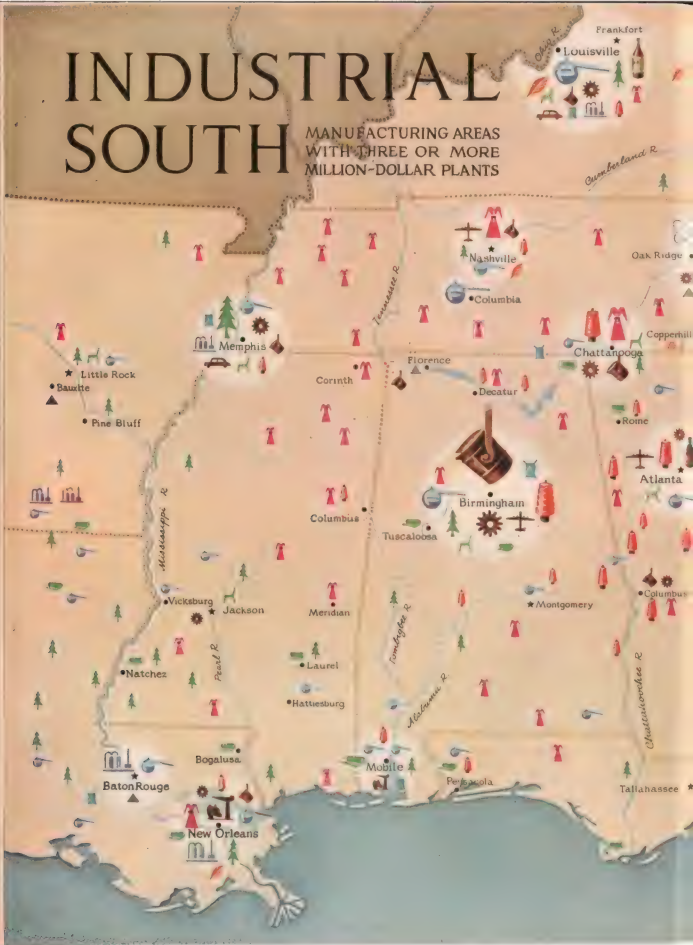 INDUSTRIAL
SOUTH
MANUFACTURING AREAS
WITH THREE OR MORE
MILLION-DOLLAR PLANTS
Frankfort
Louisville
Ohio R
Cumberland R
Nashville
Oak Ridge
Columbia
Tennessee R
Memphis
Copperhill
Chattanooga
Little Rock
Bauxite
Pine Bluff
Corinth
Florence
Decatur
Rome
Atlanta
Birmingham
Columbus
Tuscaloosa
Mississippi R
Vicksburg
Jackson
Meridian
Montgomery
Columbus
Tombigbee R
Natchez
Pearl R
Laurel
Hattiesburg
Alabama R
Chattahoochee R
Bogalusa
Baton Rouge
Mobile
Pensacola
Tallahassee
New Orleans